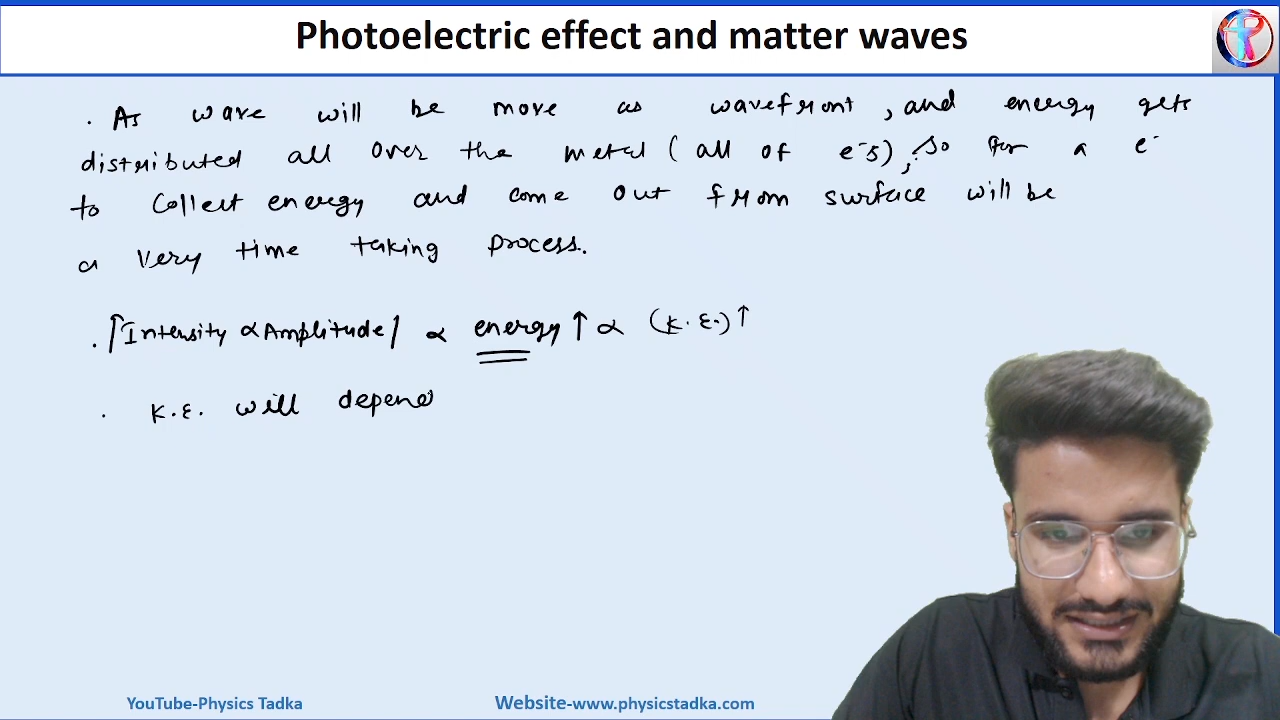 Photoelectric effect and matter waves
. As wave will be move as wavefront, and energy gets
distributed all over the metal (all of e⁻s), so for a e⁻
to collect energy and come out from surface will be
a very time taking process.
. ↑Intensity ∝ Amplitude↑ ∝ energy ↑ ∝ (K.E.)↑
. K.E. will depend
YouTube-Physics Tadka
Website-www.physicstadka.com